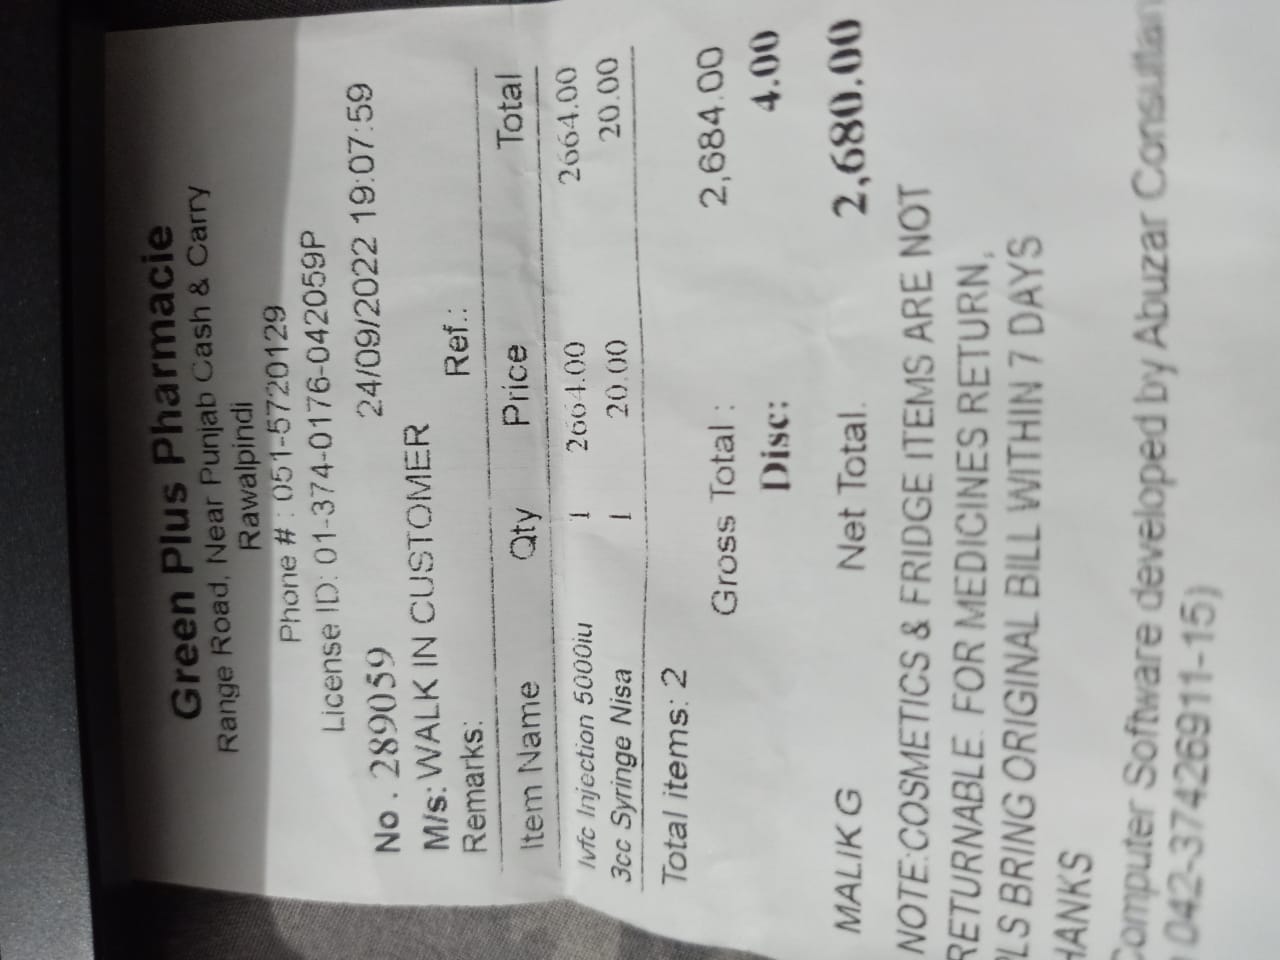 Green Plus Pharmacie
Range Road, Near Punjab Cash & Carry
Rawalpindi
Phone # : 051-5720129
License ID: 01-374-0176-042059P
No . 289059 24/09/2022 19:07:59
M/s: WALK IN CUSTOMER
Remarks: Ref.:
Item Name Qty Price Total
Ivfc Injection 5000iu 1 2664.00 2664.00
3cc Syringe Nisa 1 20.00 20.00
Total items: 2
Gross Total : 2,684.00
Disc: 4.00
MALIK G Net Total. 2,680.00
NOTE:COSMETICS & FRIDGE ITEMS ARE NOT
RETURNABLE. FOR MEDICINES RETURN,
PLS BRING ORIGINAL BILL WITHIN 7 DAYS
HANKS
Computer Software developed by Abuzar Consultan
042-37426911-15)